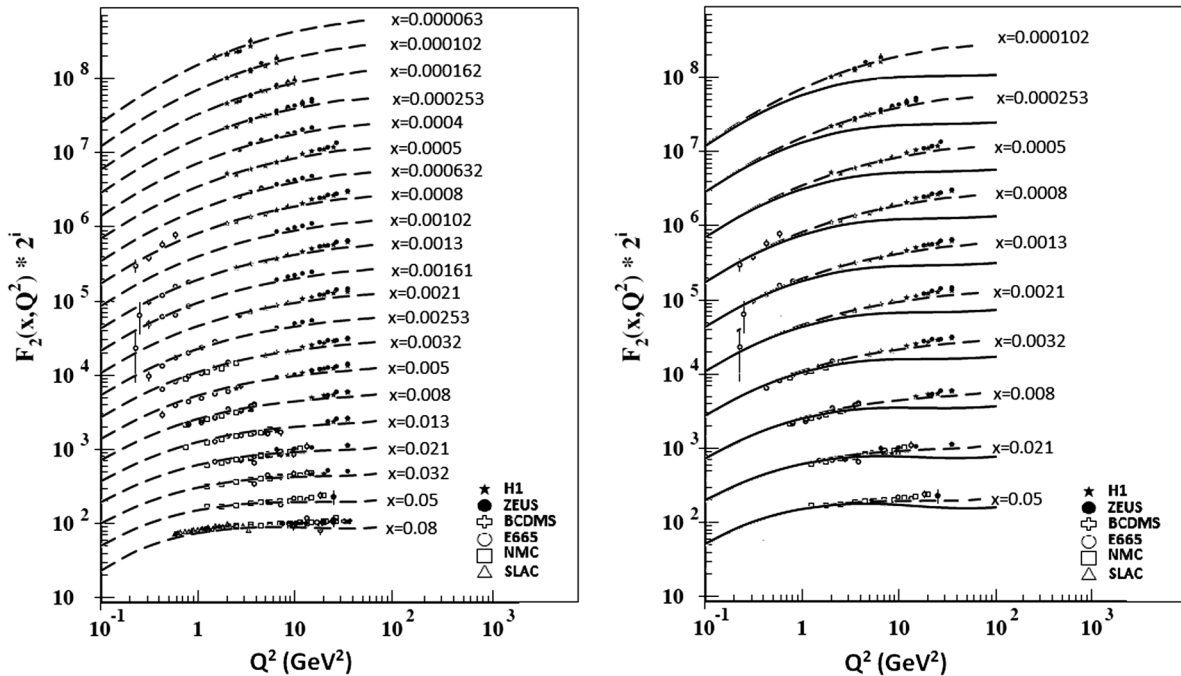 F₂(x,Q²) * 2ⁱ
10⁸
10⁷
10⁶
10⁵
10⁴
10³
10²
10
10⁻¹
1
10
10²
10³
Q² (GeV²)
x=0.000063
x=0.000102
x=0.000162
x=0.000253
x=0.0004
x=0.0005
x=0.000632
x=0.0008
x=0.00102
x=0.0013
x=0.00161
x=0.0021
x=0.00253
x=0.0032
x=0.005
x=0.008
x=0.013
x=0.021
x=0.032
x=0.05
x=0.08
H1
ZEUS
BCDMS
E665
NMC
SLAC
F₂(x,Q²) * 2ⁱ
10⁸
10⁷
10⁶
10⁵
10⁴
10³
10²
10
10⁻¹
1
10
10²
10³
Q² (GeV²)
x=0.000102
x=0.000253
x=0.0005
x=0.0008
x=0.0013
x=0.0021
x=0.0032
x=0.008
x=0.021
x=0.05
H1
ZEUS
BCDMS
E665
NMC
SLAC